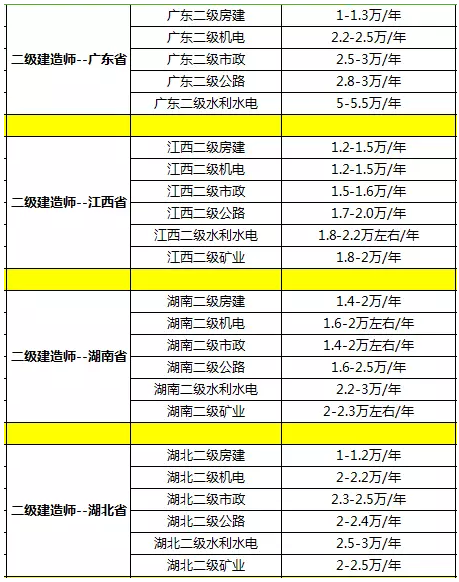 二级建造师--广东省
广东二级房建 1-1.3万/年
广东二级机电 2.2-2.5万/年
广东二级市政 2.5-3万/年
广东二级公路 2.8-3万/年
广东二级水利水电 5-5.5万/年
二级建造师--江西省
江西二级房建 1.2-1.5万/年
江西二级机电 1.2-1.5万/年
江西二级市政 1.5-1.6万/年
江西二级公路 1.7-2.0万/年
江西二级水利水电 1.8-2.2万左右/年
江西二级矿业 1.8-2万/年
二级建造师--湖南省
湖南二级房建 1.4-2万/年
湖南二级机电 1.6-2万左右/年
湖南二级市政 1.4-2万左右/年
湖南二级公路 1.6-2.5万/年
湖南二级水利水电 2.2-3万/年
湖南二级矿业 2-2.3万左右/年
二级建造师--湖北省
湖北二级房建 1-1.2万/年
湖北二级机电 2-2.2万/年
湖北二级市政 2.3-2.5万/年
湖北二级公路 2-2.4万/年
湖北二级水利水电 2.5-3万/年
湖北二级矿业 2-2.5万/年